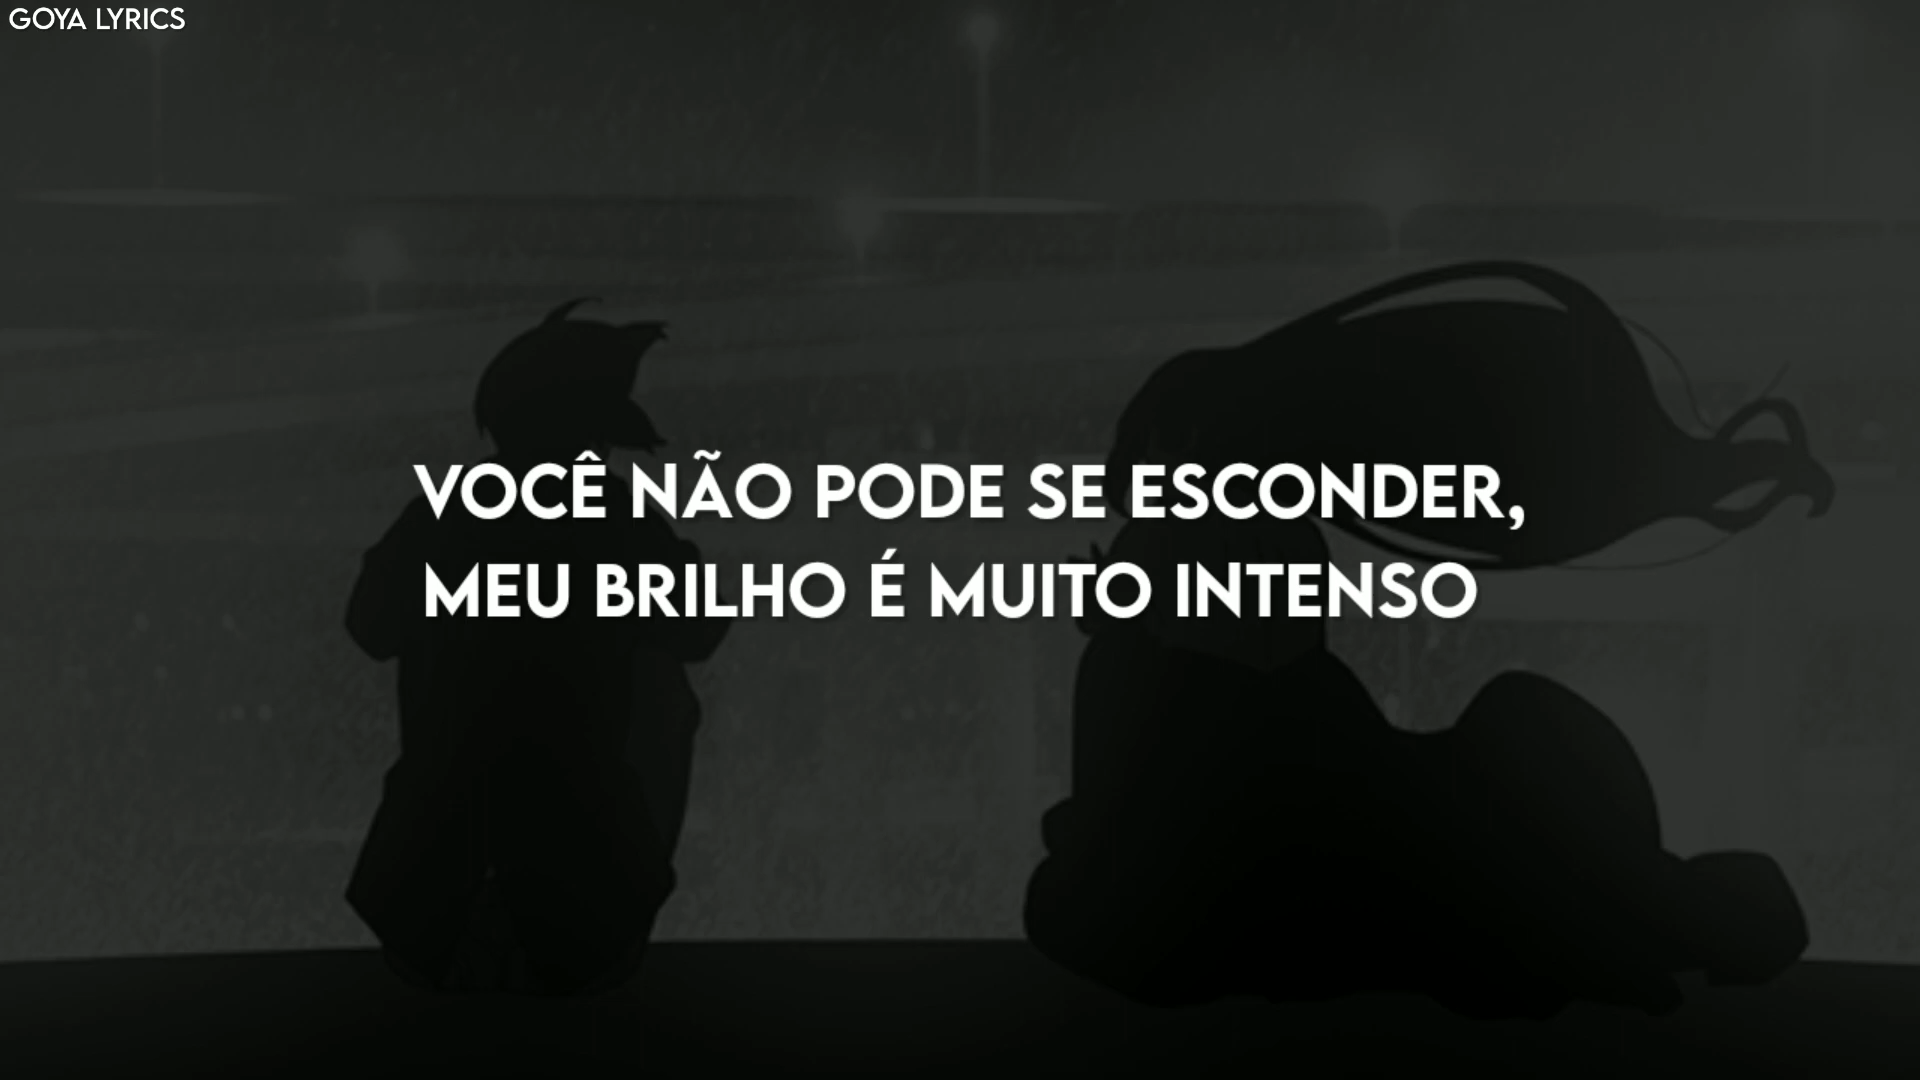 GOYA LYRICS
VOCÊ NÃO PODE SE ESCONDER,
MEU BRILHO É MUITO INTENSO